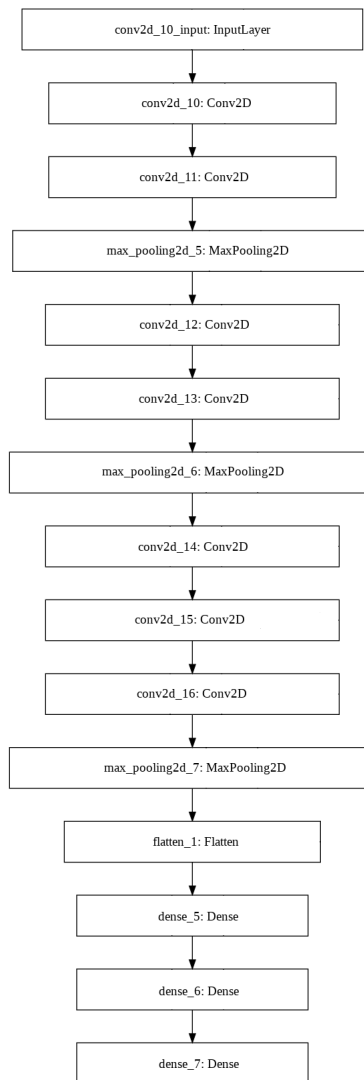 conv2d_10_input: InputLayer
conv2d_10: Conv2D
conv2d_11: Conv2D
max_pooling2d_5: MaxPooling2D
conv2d_12: Conv2D
conv2d_13: Conv2D
max_pooling2d_6: MaxPooling2D
conv2d_14: Conv2D
conv2d_15: Conv2D
conv2d_16: Conv2D
max_pooling2d_7: MaxPooling2D
flatten_1: Flatten
dense_5: Dense
dense_6: Dense
dense_7: Dense